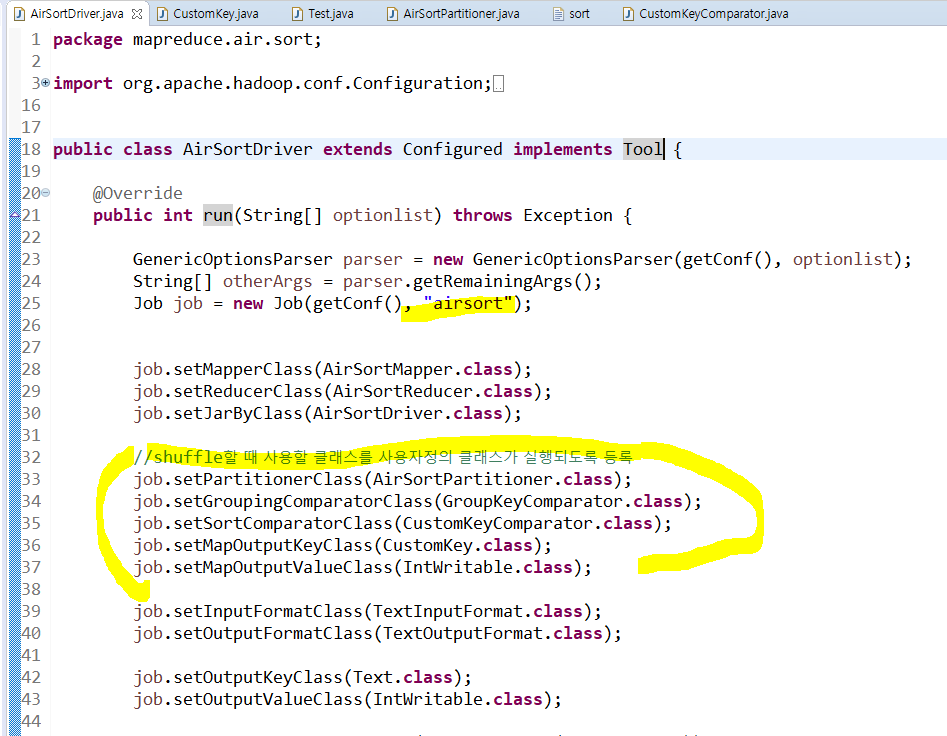 AirSortDriver.java CustomKey.java Test.java AirSortPartitioner.java sort CustomKeyComparator.java
1 package mapreduce.air.sort;
2
3 import org.apache.hadoop.conf.Configuration;
16
17
18 public class AirSortDriver extends Configured implements Tool {
19
20 @Override
21 public int run(String[] optionlist) throws Exception {
22
23 GenericOptionsParser parser = new GenericOptionsParser(getConf(), optionlist);
24 String[] otherArgs = parser.getRemainingArgs();
25 Job job = new Job(getConf(), "airsort");
26
27
28 job.setMapperClass(AirSortMapper.class);
29 job.setReducerClass(AirSortReducer.class);
30 job.setJarByClass(AirSortDriver.class);
31
32 //shuffle할 때 사용할 클래스를 사용자정의 클래스가 실행되도록 등록
33 job.setPartitionerClass(AirSortPartitioner.class);
34 job.setGroupingComparatorClass(GroupKeyComparator.class);
35 job.setSortComparatorClass(CustomKeyComparator.class);
36 job.setMapOutputKeyClass(CustomKey.class);
37 job.setMapOutputValueClass(IntWritable.class);
38
39 job.setInputFormatClass(TextInputFormat.class);
40 job.setOutputFormatClass(TextOutputFormat.class);
41
42 job.setOutputKeyClass(Text.class);
43 job.setOutputValueClass(IntWritable.class);
44